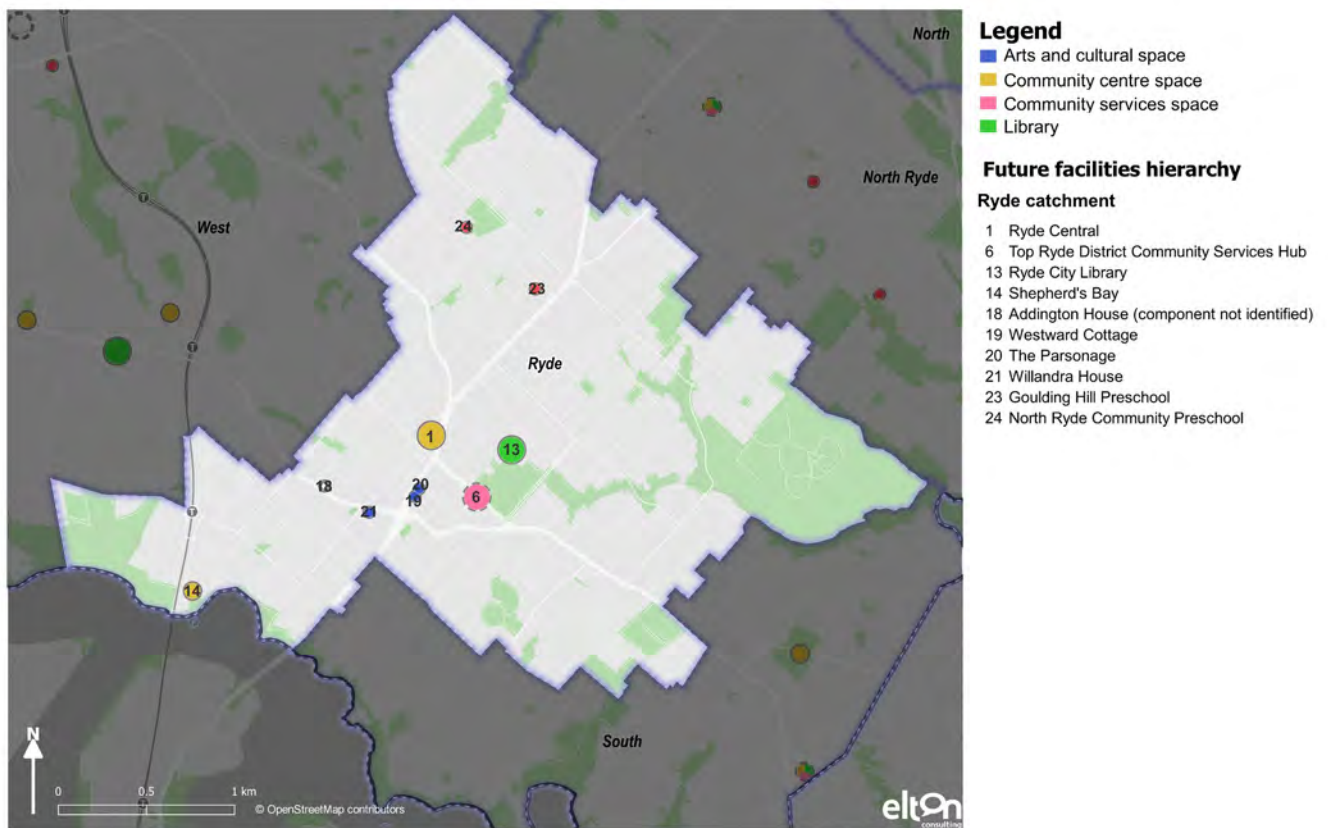 North
North Ryde
West
24
23
Ryde
1
13
18
20
19
6
21
14
South
N
0 0.5 1 km
© OpenStreetMap contributors
elton
consulting
T
T
T
T
Legend
Arts and cultural space
Community centre space
Community services space
Library
Future facilities hierarchy
Ryde catchment
1 Ryde Central
6 Top Ryde District Community Services Hub
13 Ryde City Library
14 Shepherd's Bay
18 Addington House (component not identified)
19 Westward Cottage
20 The Parsonage
21 Willandra House
23 Goulding Hill Preschool
24 North Ryde Community Preschool